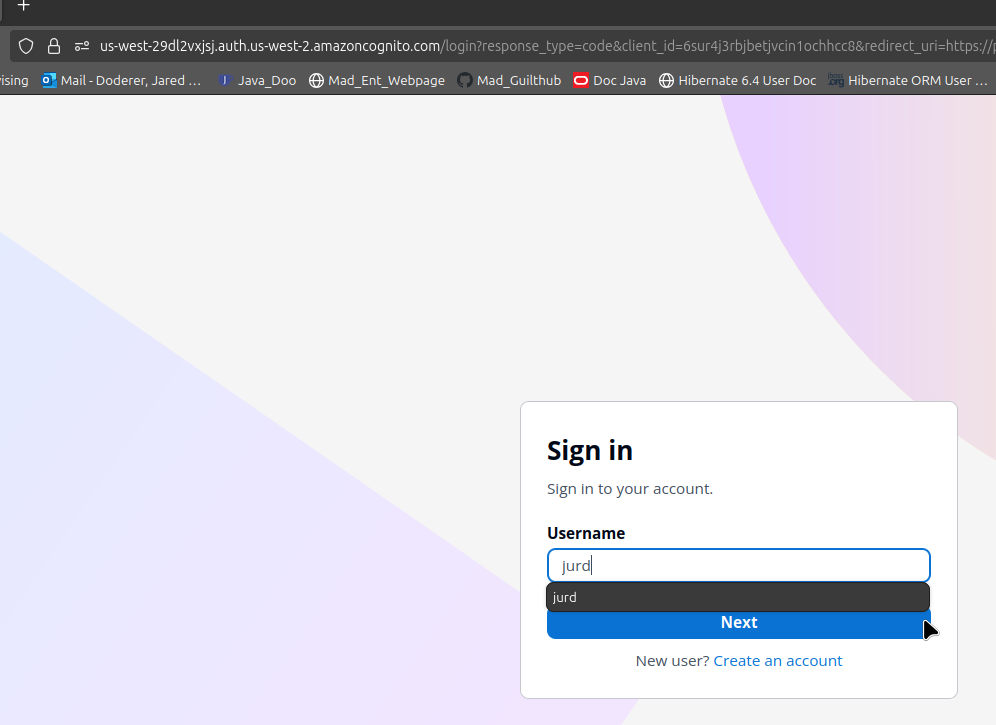 us-west-29dl2vxjsj.auth.us-west-2.amazoncognito.com/login?response_type=code&client_id=6sur4j3rbjbetjvcin1ochhcc8&redirect_uri=https://
Mail - Doderer, Jared … Java_Doo Mad_Ent_Webpage Mad_Guilthub Doc Java Hibernate 6.4 User Doc Hibernate ORM User …
Sign in
Sign in to your account.
Username
jurd
jurd
Next
New user? Create an account